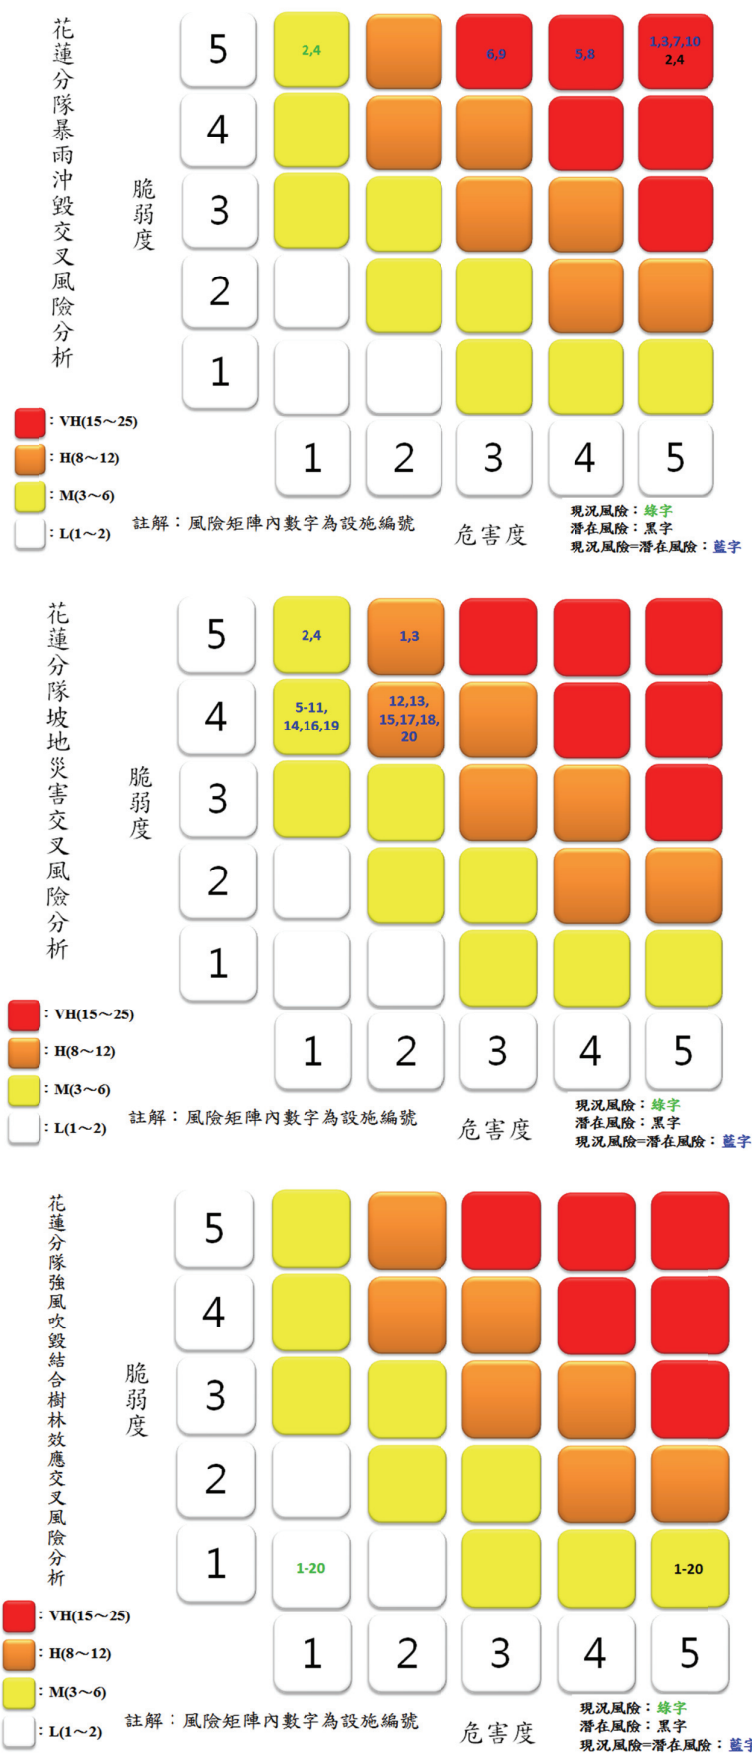 花蓮分隊暴雨沖毀交叉風險分析
脆弱度
5
2,4
6,9
5,8
1,3,7,10
2,4
4
3
2
1
1
2
3
4
5
：VH(15～25)
：H(8～12)
：M(3～6)
：L(1～2)
註解：風險矩陣內數字為設施編號
危害度
現況風險：綠字
潛在風險：黑字
現況風險=潛在風險：藍字
花蓮分隊坡地災害交叉風險分析
脆弱度
5
2,4
1,3
4
5-11,
14,16,19
12,13,
15,17,18,
20
3
2
1
1
2
3
4
5
：VH(15～25)
：H(8～12)
：M(3～6)
：L(1～2)
註解：風險矩陣內數字為設施編號
危害度
現況風險：綠字
潛在風險：黑字
現況風險=潛在風險：藍字
花蓮分隊強風吹毀結合樹林效應交叉風險分析
脆弱度
5
4
3
2
1
1-20
1-20
1
2
3
4
5
：VH(15～25)
：H(8～12)
：M(3～6)
：L(1～2)
註解：風險矩陣內數字為設施編號
危害度
現況風險：綠字
潛在風險：黑字
現況風險=潛在風險：藍字